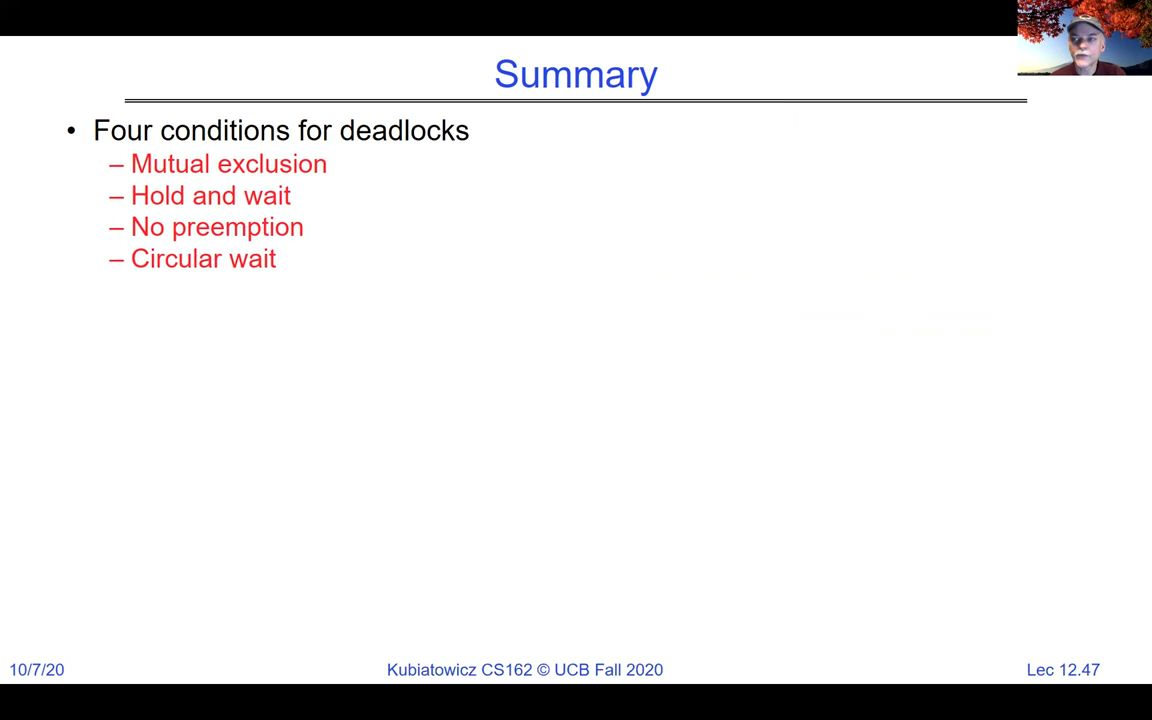 Summary
• Four conditions for deadlocks
– Mutual exclusion
– Hold and wait
– No preemption
– Circular wait
10/7/20
Kubiatowicz CS162 © UCB Fall 2020
Lec 12.47